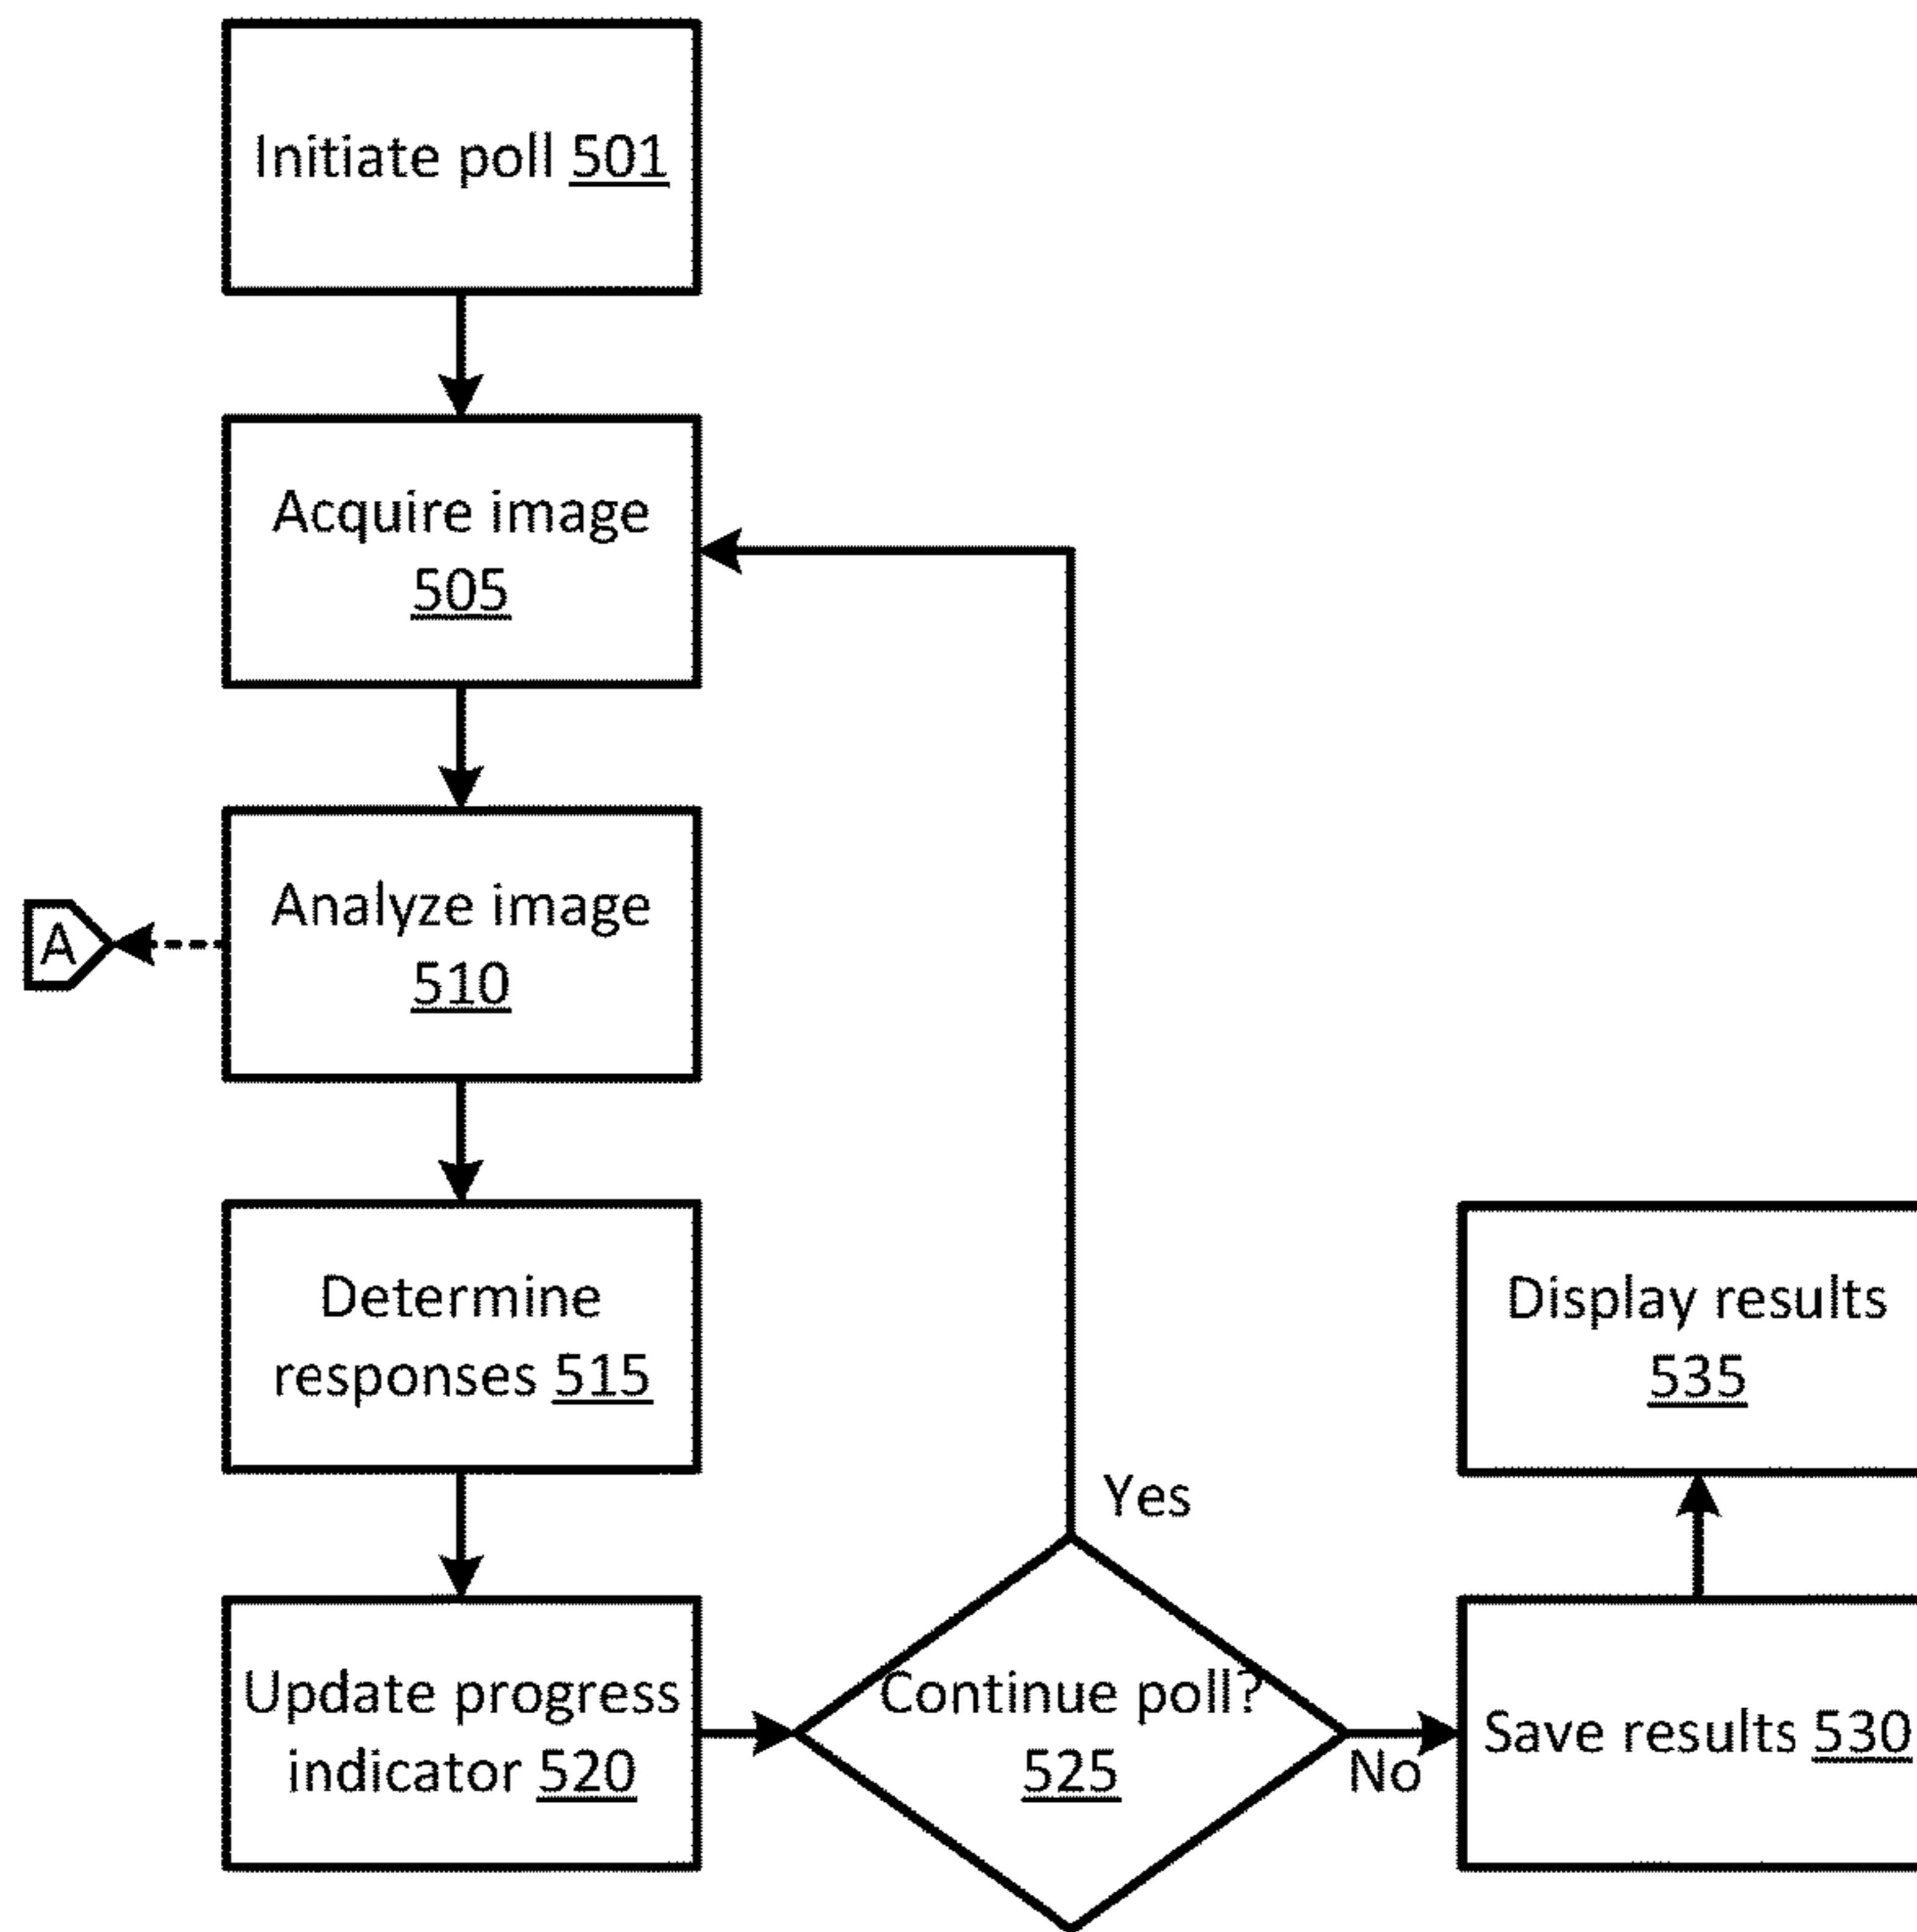 Initiate poll 501
Acquire image
505
A
Analyze image
510
Determine
responses 515
Update progress
indicator 520
Continue poll?
525
Yes
No
Save results 530
Display results
535